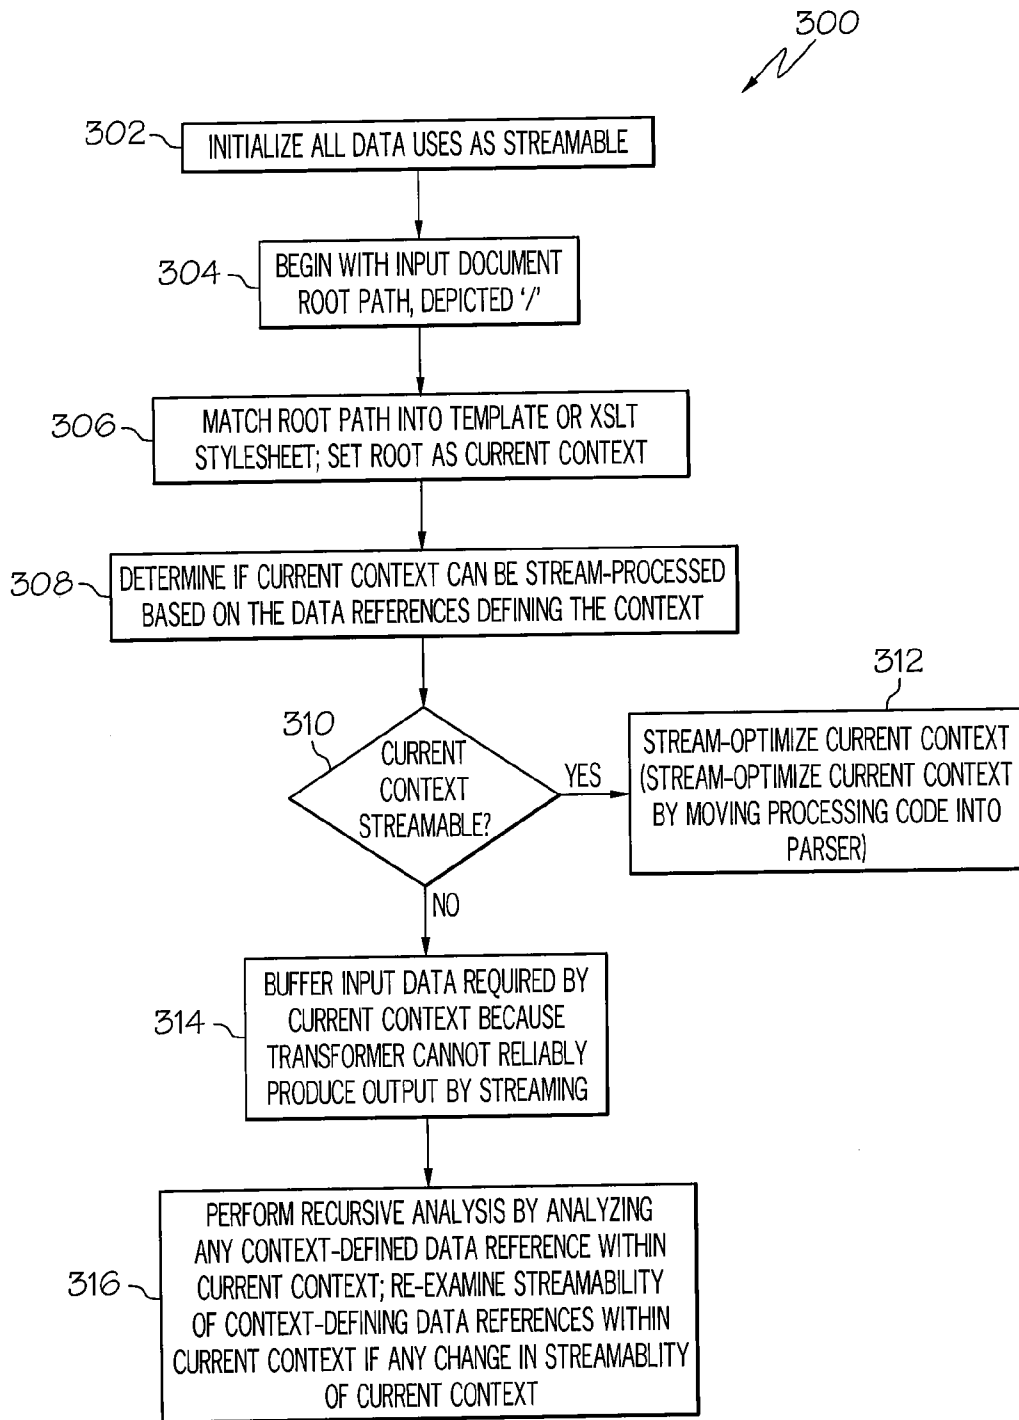 300
302
INITIALIZE ALL DATA USES AS STREAMABLE
304
BEGIN WITH INPUT DOCUMENT
ROOT PATH, DEPICTED '/'
306
MATCH ROOT PATH INTO TEMPLATE OR XSLT
STYLESHEET; SET ROOT AS CURRENT CONTEXT
308
DETERMINE IF CURRENT CONTEXT CAN BE STREAM-PROCESSED
BASED ON THE DATA REFERENCES DEFINING THE CONTEXT
310
CURRENT
CONTEXT
STREAMABLE?
YES
312
STREAM-OPTIMIZE CURRENT CONTEXT
(STREAM-OPTIMIZE CURRENT CONTEXT
BY MOVING PROCESSING CODE INTO
PARSER)
NO
314
BUFFER INPUT DATA REQUIRED BY
CURRENT CONTEXT BECAUSE
TRANSFORMER CANNOT RELIABLY
PRODUCE OUTPUT BY STREAMING
316
PERFORM RECURSIVE ANALYSIS BY ANALYZING
ANY CONTEXT-DEFINED DATA REFERENCE WITHIN
CURRENT CONTEXT; RE-EXAMINE STREAMABILITY
OF CONTEXT-DEFINING DATA REFERENCES WITHIN
CURRENT CONTEXT IF ANY CHANGE IN STREAMABLITY
OF CURRENT CONTEXT